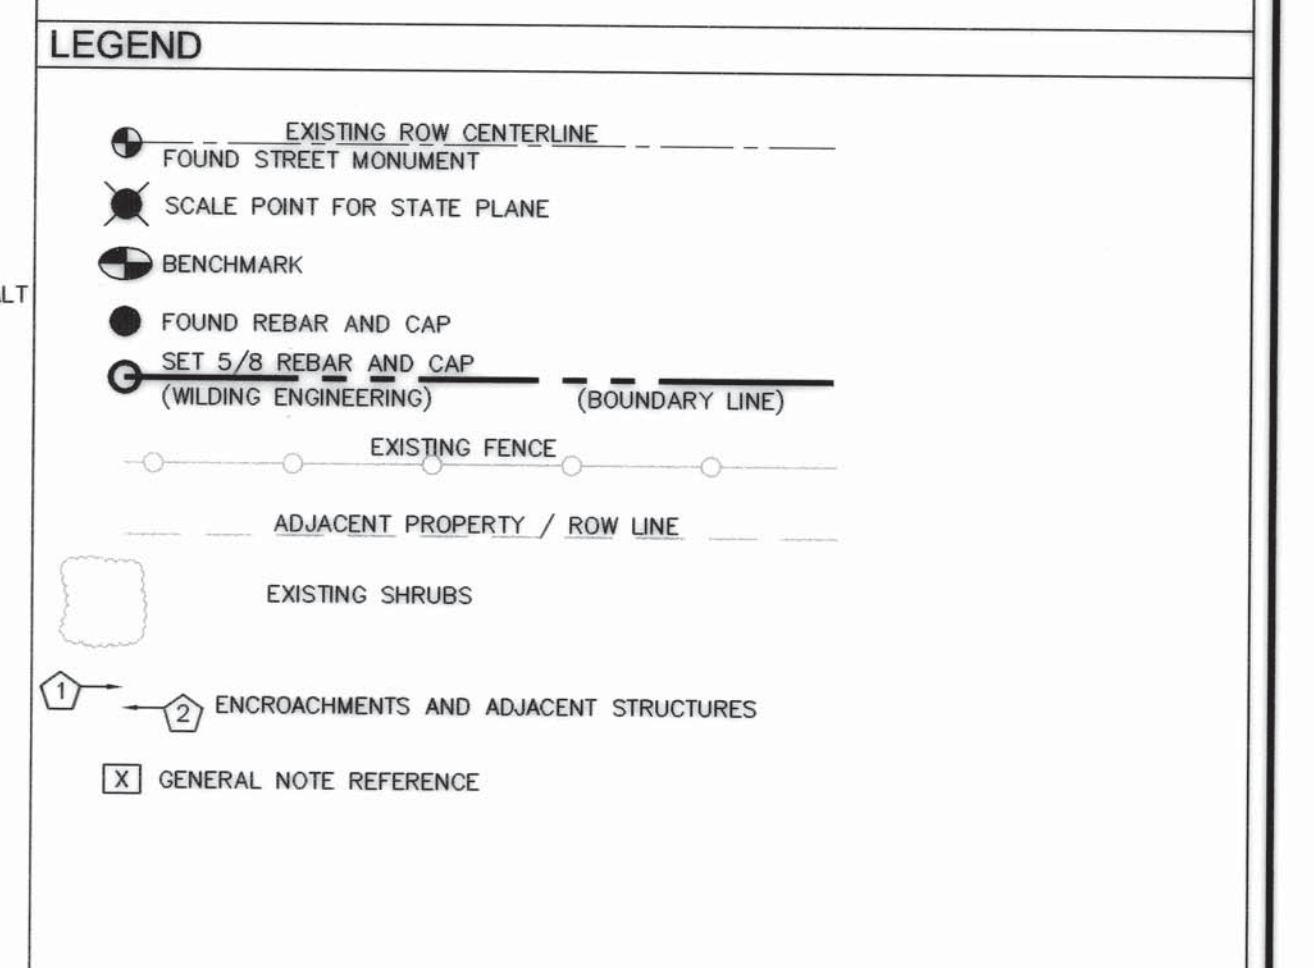 LEGEND
EXISTING ROW CENTERLINE
FOUND STREET MONUMENT
SCALE POINT FOR STATE PLANE
BENCHMARK
LT
FOUND REBAR AND CAP
SET 5/8 REBAR AND CAP
(WILDING ENGINEERING) (BOUNDARY LINE)
EXISTING FENCE
ADJACENT PROPERTY / ROW LINE
EXISTING SHRUBS
1
2 ENCROACHMENTS AND ADJACENT STRUCTURES
X GENERAL NOTE REFERENCE